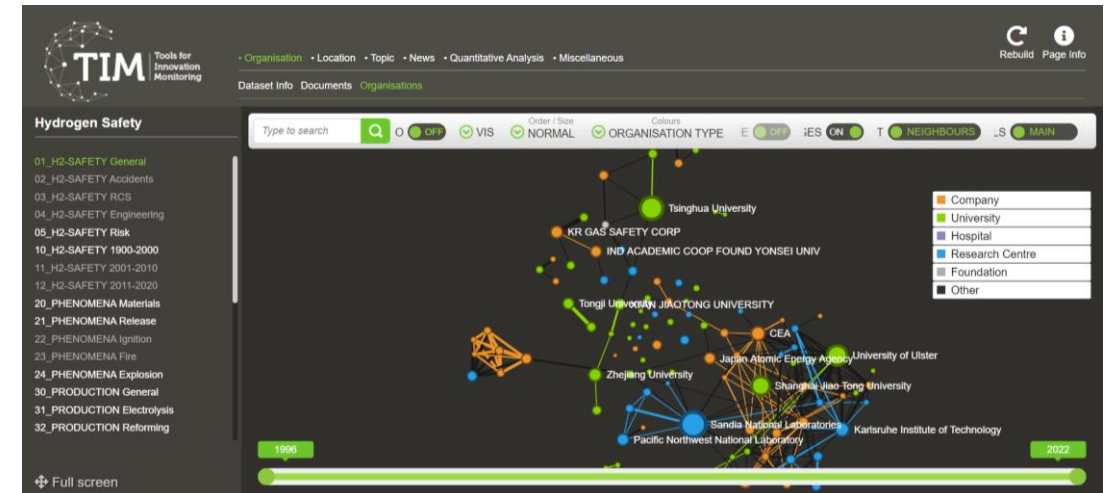 TIM
Tools for
Innovation
Monitoring
• Organisation • Location • Topic • News • Quantitative Analysis • Miscellaneous
Rebuild Page Info
Dataset Info Documents Organisations
Hydrogen Safety
01_H2-SAFETY General
02_H2-SAFETY Accidents
03_H2-SAFETY RCS
04_H2-SAFETY Engineering
05_H2-SAFETY Risk
10_H2-SAFETY 1900-2000
11_H2-SAFETY 2001-2010
12_H2-SAFETY 2011-2020
20_PHENOMENA Materials
21_PHENOMENA Release
22_PHENOMENA Ignition
23_PHENOMENA Fire
24_PHENOMENA Explosion
30_PRODUCTION General
31_PRODUCTION Electrolysis
32_PRODUCTION Reforming
Full screen
Order / Size Colours
Type to search O OFF VIS NORMAL ORGANISATION TYPE E OFF ES ON T NEIGHBOURS S MAIN
Company
University
Hospital
Research Centre
Foundation
Other
Tsinghua University
KR GAS SAFETY CORP
IND ACADEMIC COOP FOUND YONSEI UNIV
Tongji University
XI'AN JIAOTONG UNIVERSITY
CEA
Japan Atomic Energy Agency
University of Ulster
Zhejiang University
Shanghai Jiao Tong University
Sandia National Laboratories
Karlsruhe Institute of Technology
Pacific Northwest National Laboratory
1996
2022